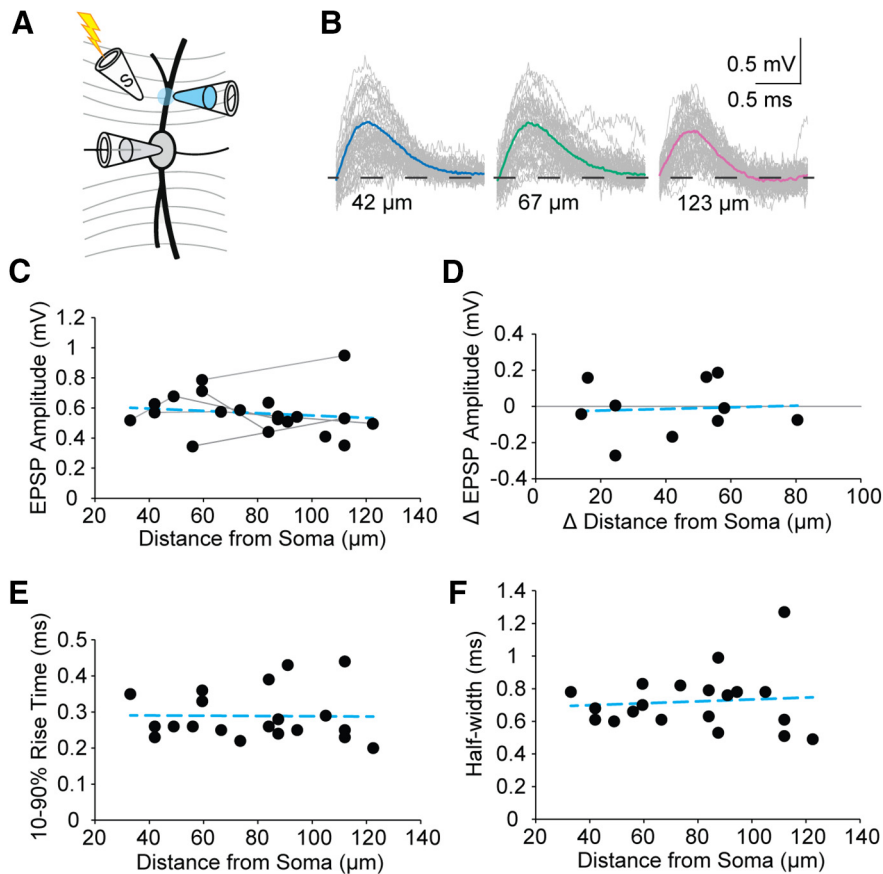 A
S
B
0.5 mV
0.5 ms
42 µm
67 µm
123 µm
C
EPSP Amplitude (mV)
1.2
1
0.8
0.6
0.4
0.2
0
20 40 60 80 100 120 140
Distance from Soma (µm)
D
Δ EPSP Amplitude (mV)
0.4
0.2
0
-0.2
-0.4
0 20 40 60 80 100
Δ Distance from Soma (µm)
E
10-90% Rise Time (ms)
0.5
0.4
0.3
0.2
0.1
0
20 40 60 80 100 120 140
Distance from Soma (µm)
F
Half-width (ms)
1.4
1.2
1
0.8
0.6
0.4
0.2
0
20 40 60 80 100 120 140
Distance from Soma (µm)